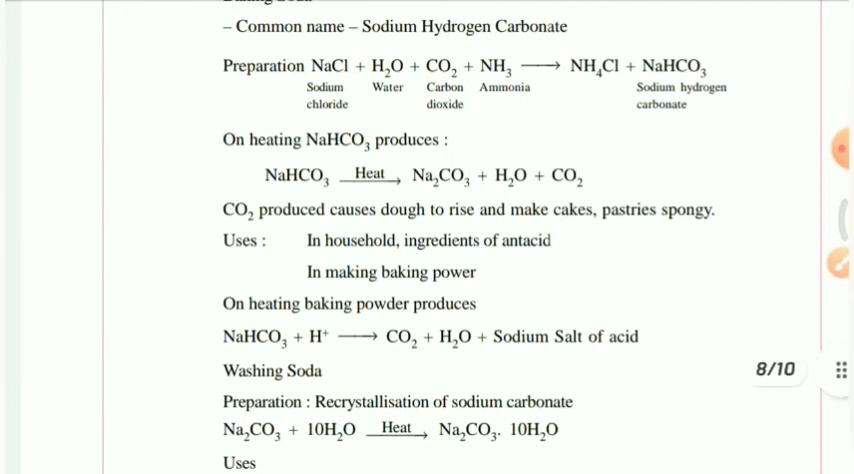 – Common name – Sodium Hydrogen Carbonate
Preparation NaCl + H₂O + CO₂ + NH₃ ⟶ NH₄Cl + NaHCO₃
Sodium chloride Water Carbon dioxide Ammonia Sodium hydrogen carbonate
On heating NaHCO₃ produces :
NaHCO₃ Heat→ Na₂CO₃ + H₂O + CO₂
CO₂ produced causes dough to rise and make cakes, pastries spongy.
Uses : In household, ingredients of antacid
In making baking power
On heating baking powder produces
NaHCO₃ + H⁺ ⟶ CO₂ + H₂O + Sodium Salt of acid
Washing Soda
8/10
Preparation : Recrystallisation of sodium carbonate
Na₂CO₃ + 10H₂O Heat→ Na₂CO₃. 10H₂O
Uses